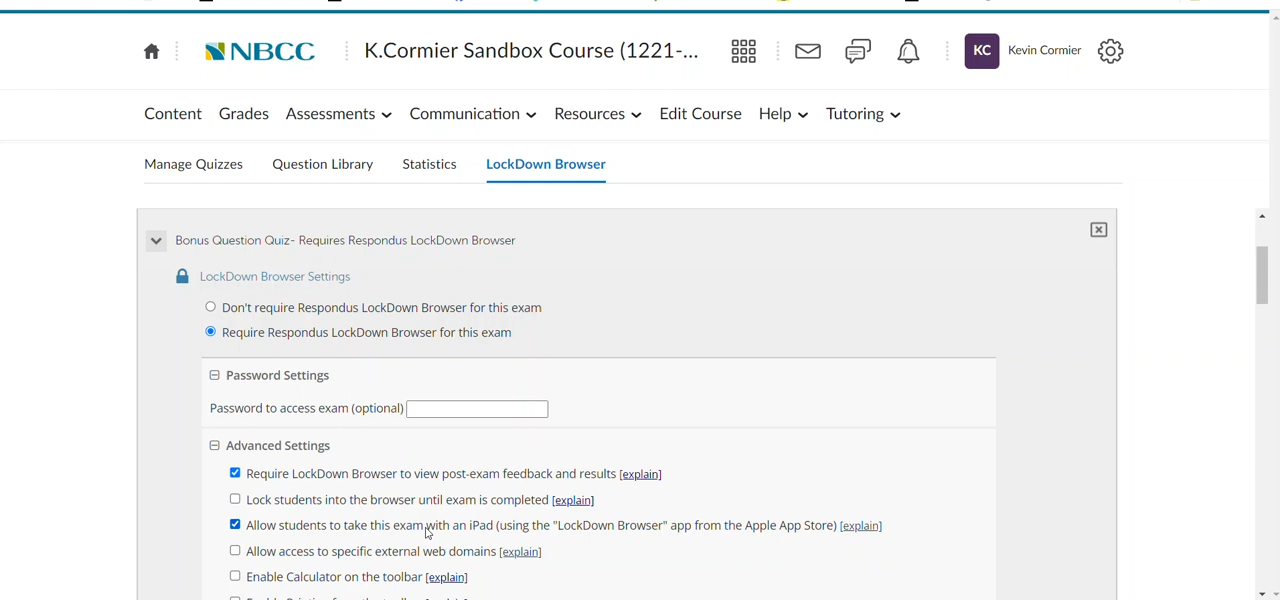 NBCC
K.Cormier Sandbox Course (1221-...
KC
Kevin Cormier
Content Grades Assessments Communication Resources Edit Course Help Tutoring
Manage Quizzes Question Library Statistics LockDown Browser
Bonus Question Quiz- Requires Respondus LockDown Browser
LockDown Browser Settings
Don't require Respondus LockDown Browser for this exam
Require Respondus LockDown Browser for this exam
Password Settings
Password to access exam (optional)
Advanced Settings
Require LockDown Browser to view post-exam feedback and results [explain]
Lock students into the browser until exam is completed [explain]
Allow students to take this exam with an iPad (using the "LockDown Browser" app from the Apple App Store) [explain]
Allow access to specific external web domains [explain]
Enable Calculator on the toolbar [explain]